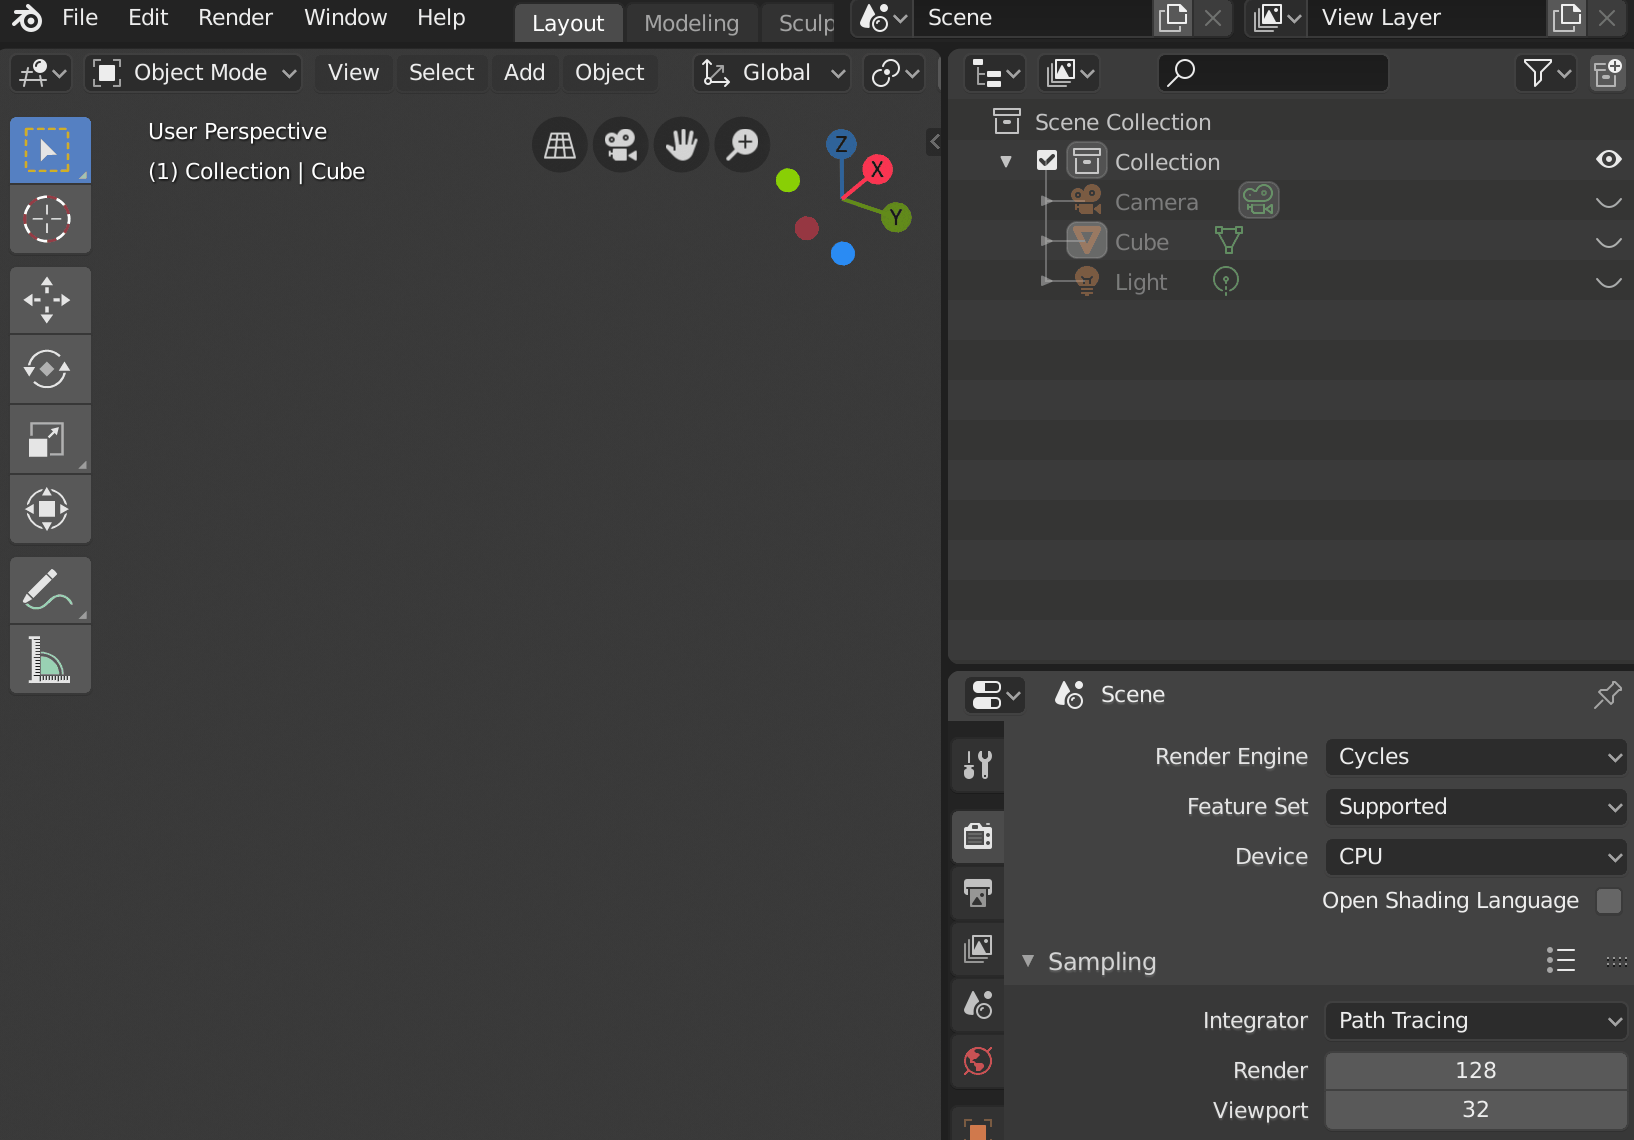 File Edit Render Window Help Layout Modeling Sculp Scene View Layer
Object Mode View Select Add Object Global
User Perspective
(1) Collection | Cube
Z
X
Y
Scene Collection
Collection
Camera
Cube
Light
Scene
Render Engine Cycles
Feature Set Supported
Device CPU
Open Shading Language
Sampling
Integrator Path Tracing
Render 128
Viewport 32